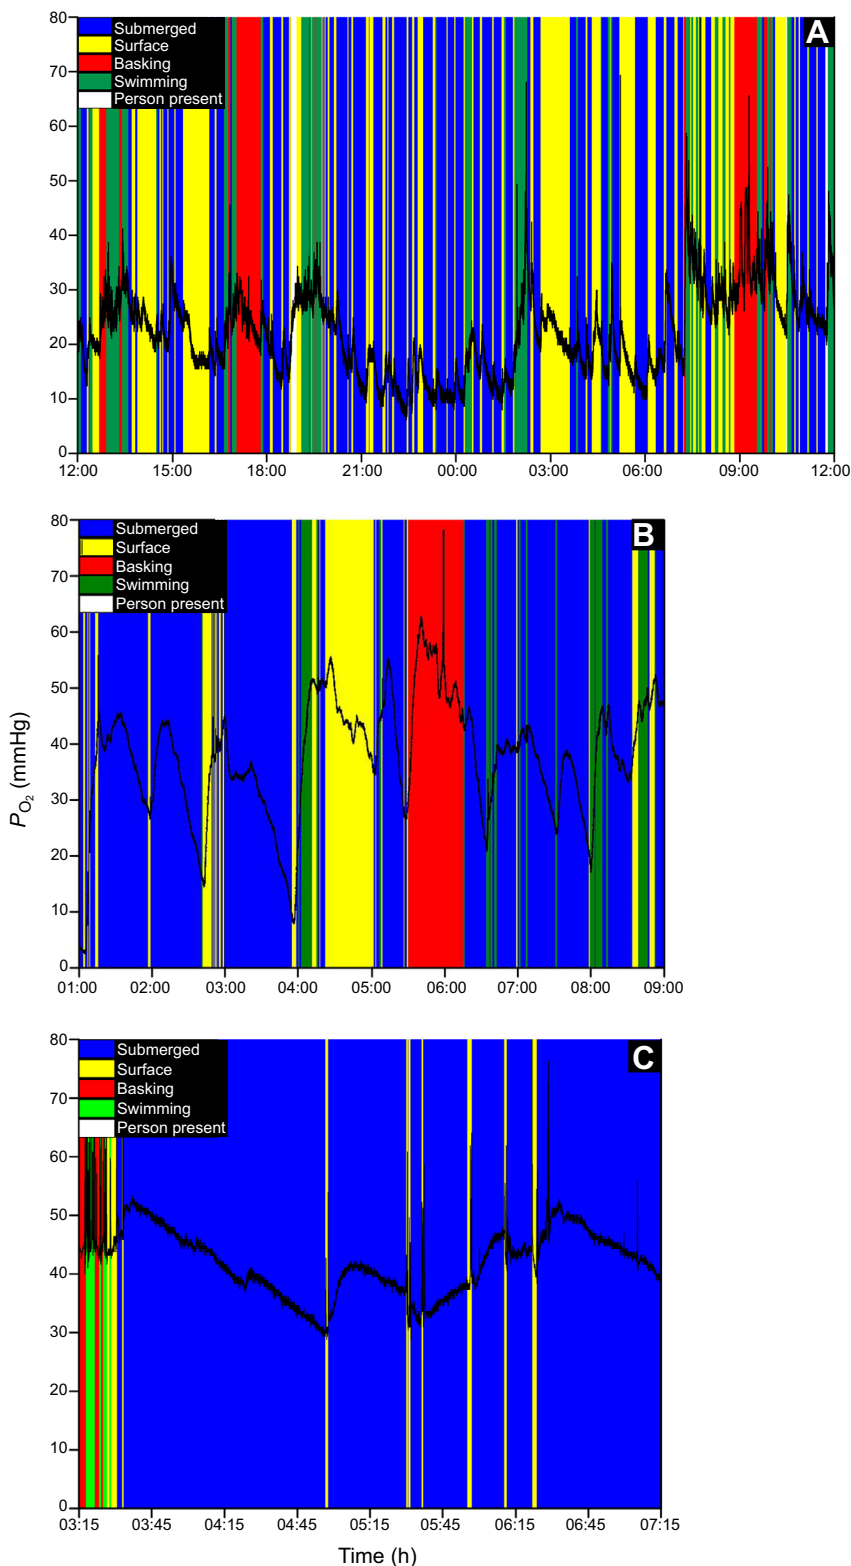 80
70
60
50
40
30
20
10
0
Submerged
Surface
Basking
Swimming
Person present
A
12:00 15:00 18:00 21:00 00:00 03:00 06:00 09:00 12:00
80
70
60
50
40
30
20
10
0
Submerged
Surface
Basking
Swimming
Person present
B
01:00 02:00 03:00 04:00 05:00 06:00 07:00 08:00 09:00
PO2 (mmHg)
80
70
60
50
40
30
20
10
0
Submerged
Surface
Basking
Swimming
Person present
C
03:15 03:45 04:15 04:45 05:15 05:45 06:15 06:45 07:15
Time (h)